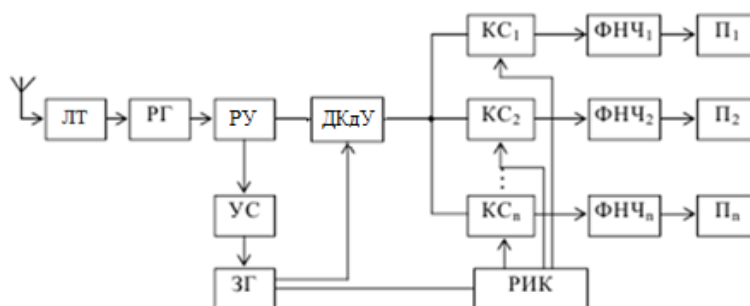 КС₁ ФНЧ₁ П₁
ЛТ РГ РУ ДКдУ КС₂ ФНЧ₂ П₂
УС КСₙ ФНЧₙ Пₙ
ЗГ РИК